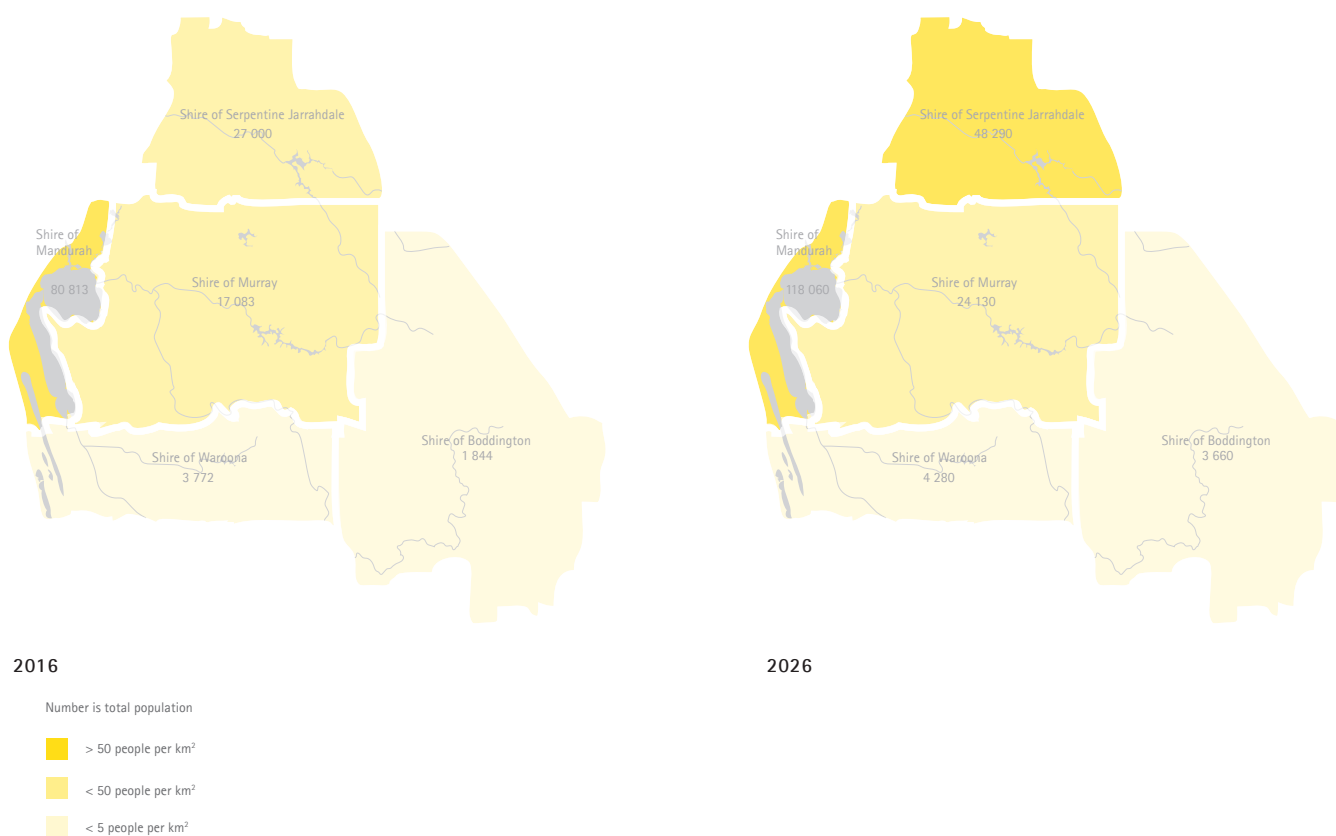 Shire of Serpentine Jarrahdale
27 000
Shire of
Mandurah
80 813
Shire of Murray
17 083
Shire of Waroona
3 772
Shire of Boddington
1 844
Shire of Serpentine Jarrahdale
48 290
Shire of
Mandurah
118 060
Shire of Murray
24 130
Shire of Waroona
4 280
Shire of Boddington
3 660
2016
2026
Number is total population
> 50 people per km²
< 50 people per km²
< 5 people per km²